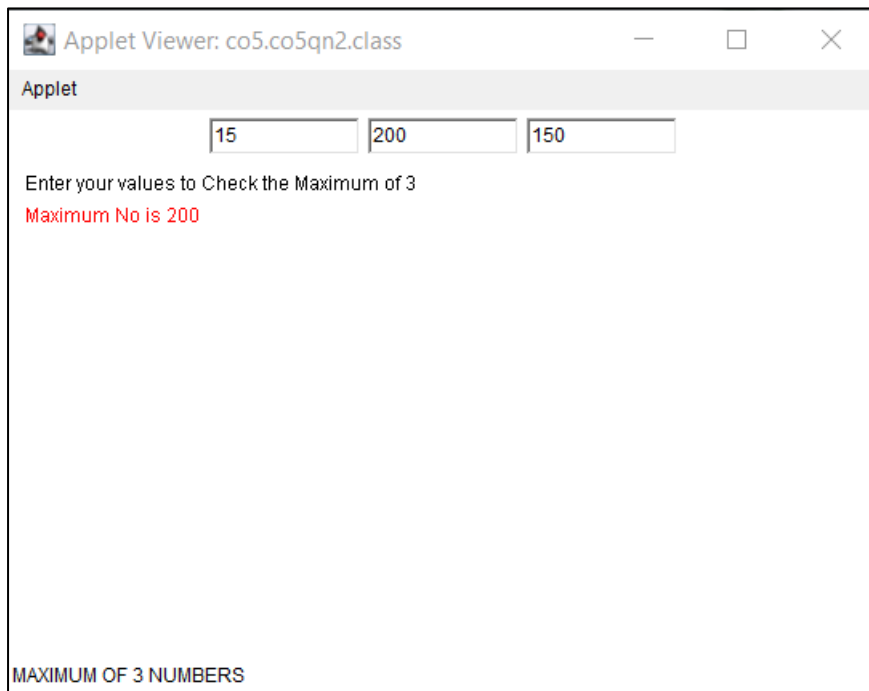 Applet Viewer: co5.co5qn2.class
Applet
15 200 150
Enter your values to Check the Maximum of 3
Maximum No is 200
MAXIMUM OF 3 NUMBERS